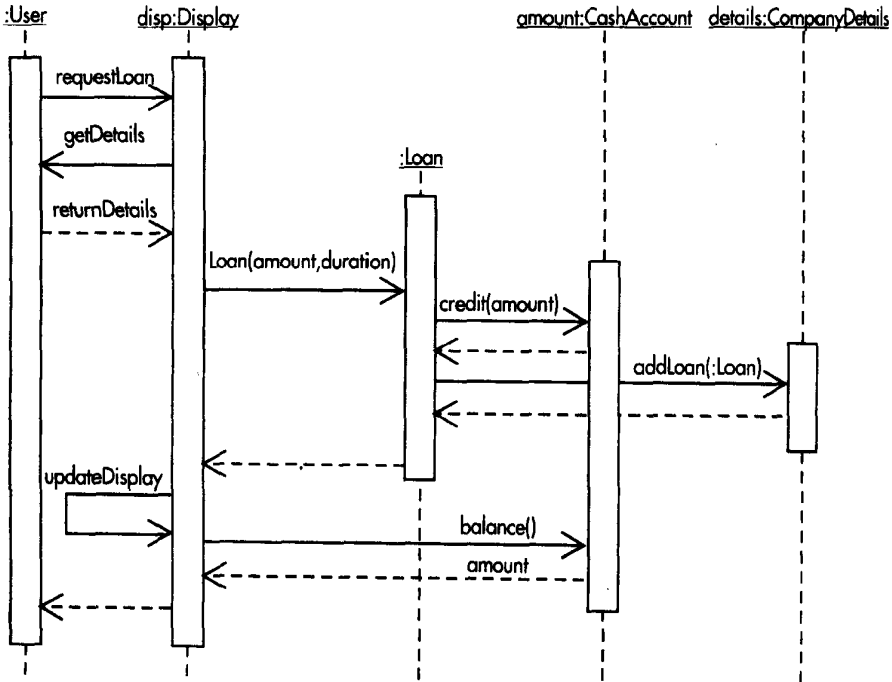 :User
disp:Display
amount:CashAccount
details:CompanyDetails
requestLoan
getDetails
:Loan
returnDetails
Loan(amount,duration)
credit(amount)
addLoan(:Loan)
updateDisplay
balance()
amount